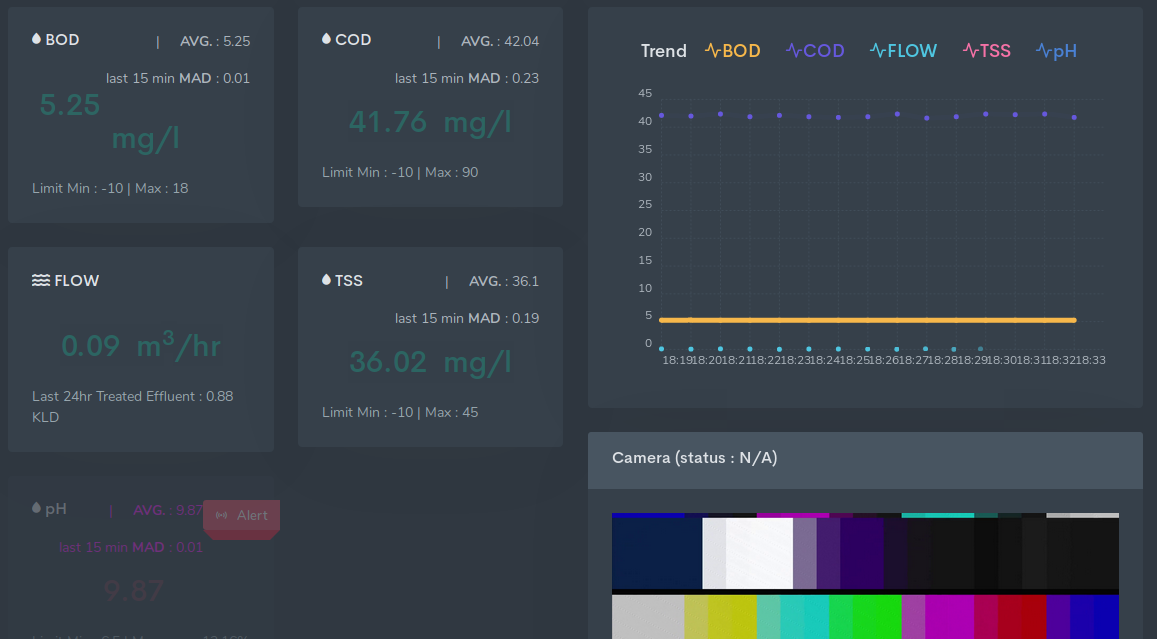 BOD | AVG. : 5.25
last 15 min MAD : 0.01
5.25
mg/l
Limit Min : -10 | Max : 18
COD | AVG. : 42.04
last 15 min MAD : 0.23
41.76 mg/l
Limit Min : -10 | Max : 90
FLOW
0.09 m³/hr
Last 24hr Treated Effluent : 0.88
KLD
TSS | AVG. : 36.1
last 15 min MAD : 0.19
36.02 mg/l
Limit Min : -10 | Max : 45
pH | AVG. : 9.87
Alert
last 15 min MAD : 0.01
9.87
Trend BOD COD FLOW TSS pH
45
40
35
30
25
20
15
10
5
0
18:19 18:20 18:21 18:22 18:23 18:24 18:25 18:26 18:27 18:28 18:29 18:30 18:31 18:32 18:33
Camera (status : N/A)